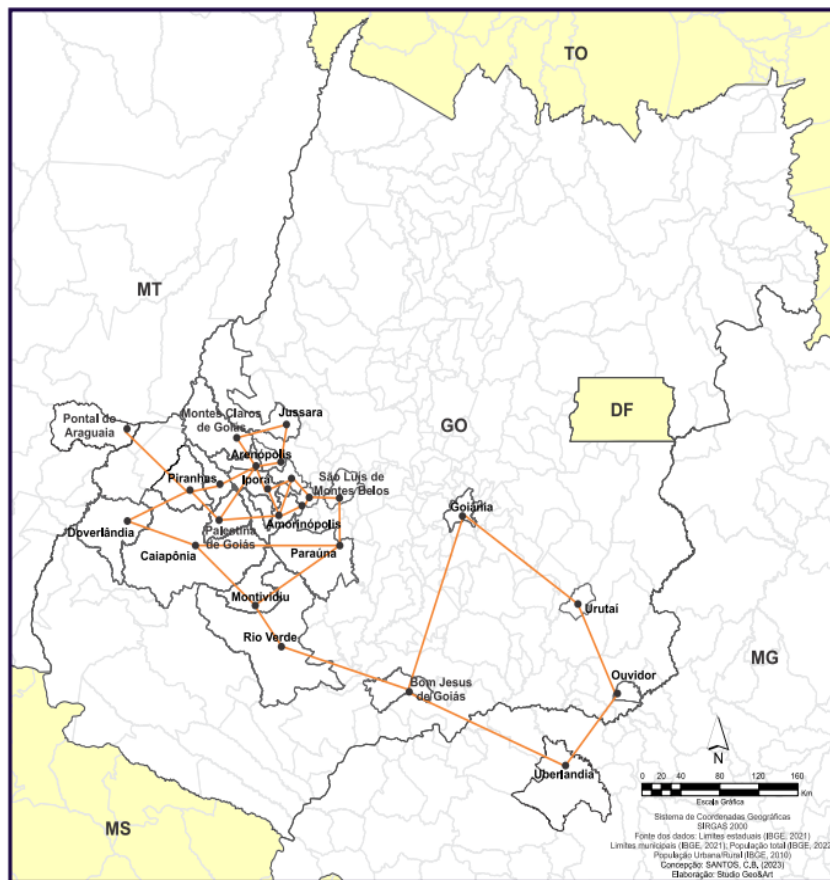 TO
MT
GO
DF
Montes Claros
de Goiás
Jussara
Pontal do
Araguaia
Arenópolis
Piranhas
Iporá
São Luis de
Montes Belos
Goiânia
Doverlândia
Palestina
de Goiás
Amorinópolis
Caiapônia
Paraúna
Montividiu
Urutaí
Rio Verde
MG
Bom Jesus
de Goiás
Ouvidor
N
Uberlandia
0 20 40 80 120 160
Km
Escala Gráfica
MS
Sistema de Coordenadas Geográficas
SIRGAS 2000
Fonte dos dados: Limites estaduais (IBGE, 2021)
Limites municipais (IBGE, 2021); População total (IBGE, 2022
População Urbana/Rural (IBGE, 2010)
Concepção: SANTOS, C.B, (2023)
Elaboração: Studio Geo&Art